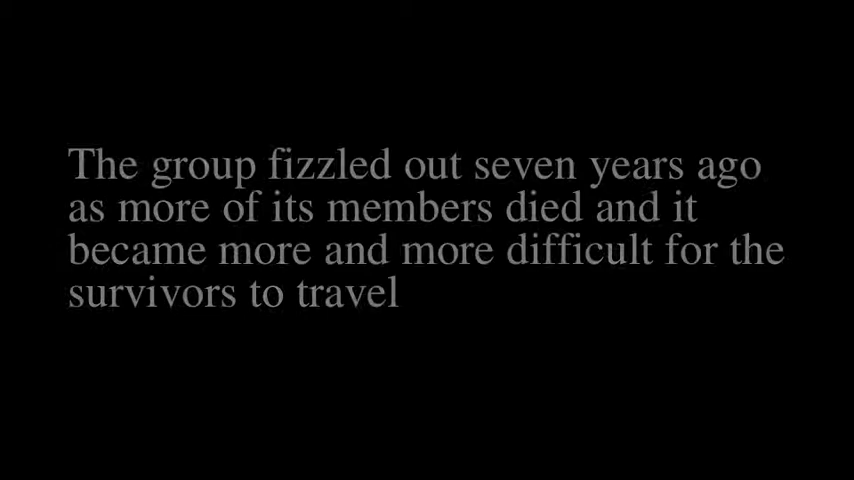 The group fizzled out seven years ago
as more of its members died and it
became more and more difficult for the
survivors to travel